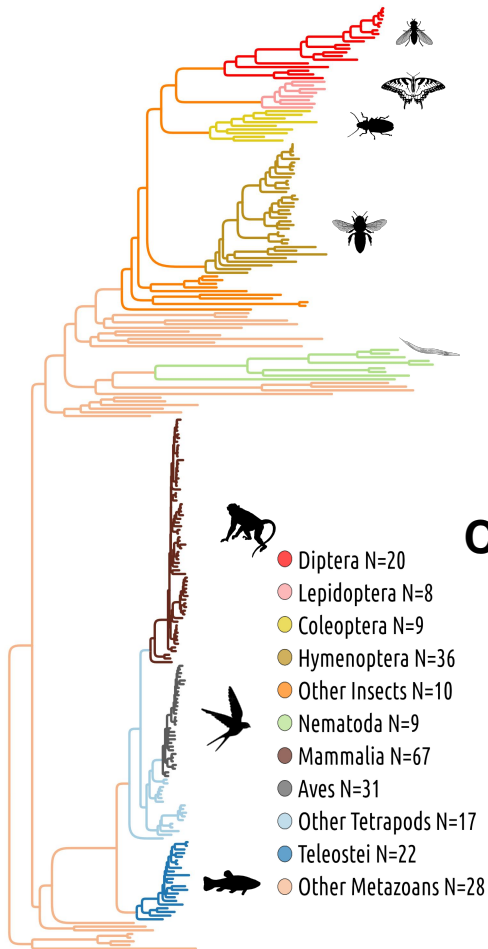 C
Diptera N=20
Lepidoptera N=8
Coleoptera N=9
Hymenoptera N=36
Other Insects N=10
Nematoda N=9
Mammalia N=67
Aves N=31
Other Tetrapods N=17
Teleostei N=22
Other Metazoans N=28